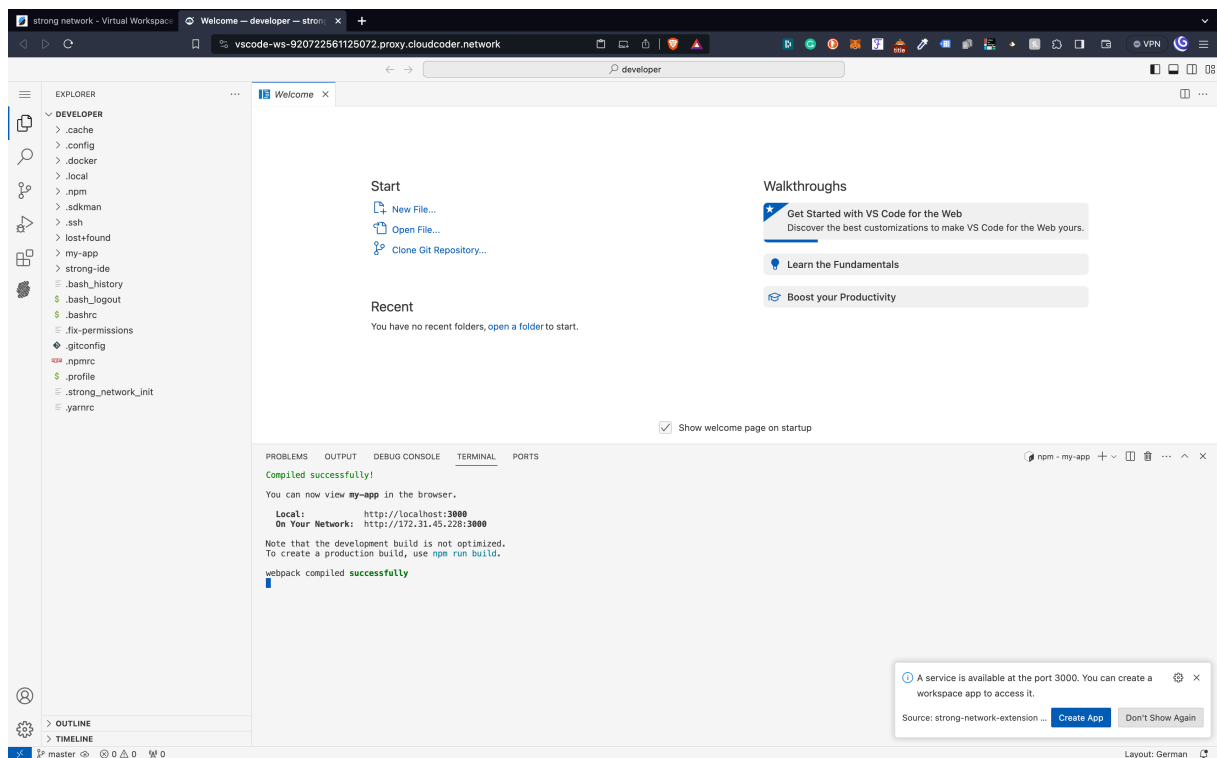 strong network - Virtual Workspace
Welcome — developer — stron
vscode-ws-920722561125072.proxy.cloudcoder.network
title
VPN
developer
EXPLORER
DEVELOPER
.cache
.config
.docker
.local
.npm
.sdkman
.ssh
lost+found
my-app
strong-ide
.bash_history
.bash_logout
.bashrc
.fix-permissions
.gitconfig
.npmrc
.profile
.strong_network_init
.yarnrc
OUTLINE
TIMELINE
Welcome
Start
New File...
Open File...
Clone Git Repository...
Recent
You have no recent folders, open a folder to start.
Walkthroughs
Get Started with VS Code for the Web
Discover the best customizations to make VS Code for the Web yours.
Learn the Fundamentals
Boost your Productivity
Show welcome page on startup
PROBLEMS OUTPUT DEBUG CONSOLE TERMINAL PORTS
npm - my-app
Compiled successfully!
You can now view my-app in the browser.
Local: http://localhost:3000
On Your Network: http://172.31.45.228:3000
Note that the development build is not optimized.
To create a production build, use npm run build.
webpack compiled successfully
A service is available at the port 3000. You can create a
workspace app to access it.
Source: strong-network-extension ...
Create App
Don't Show Again
master
0 0 0
Layout: German